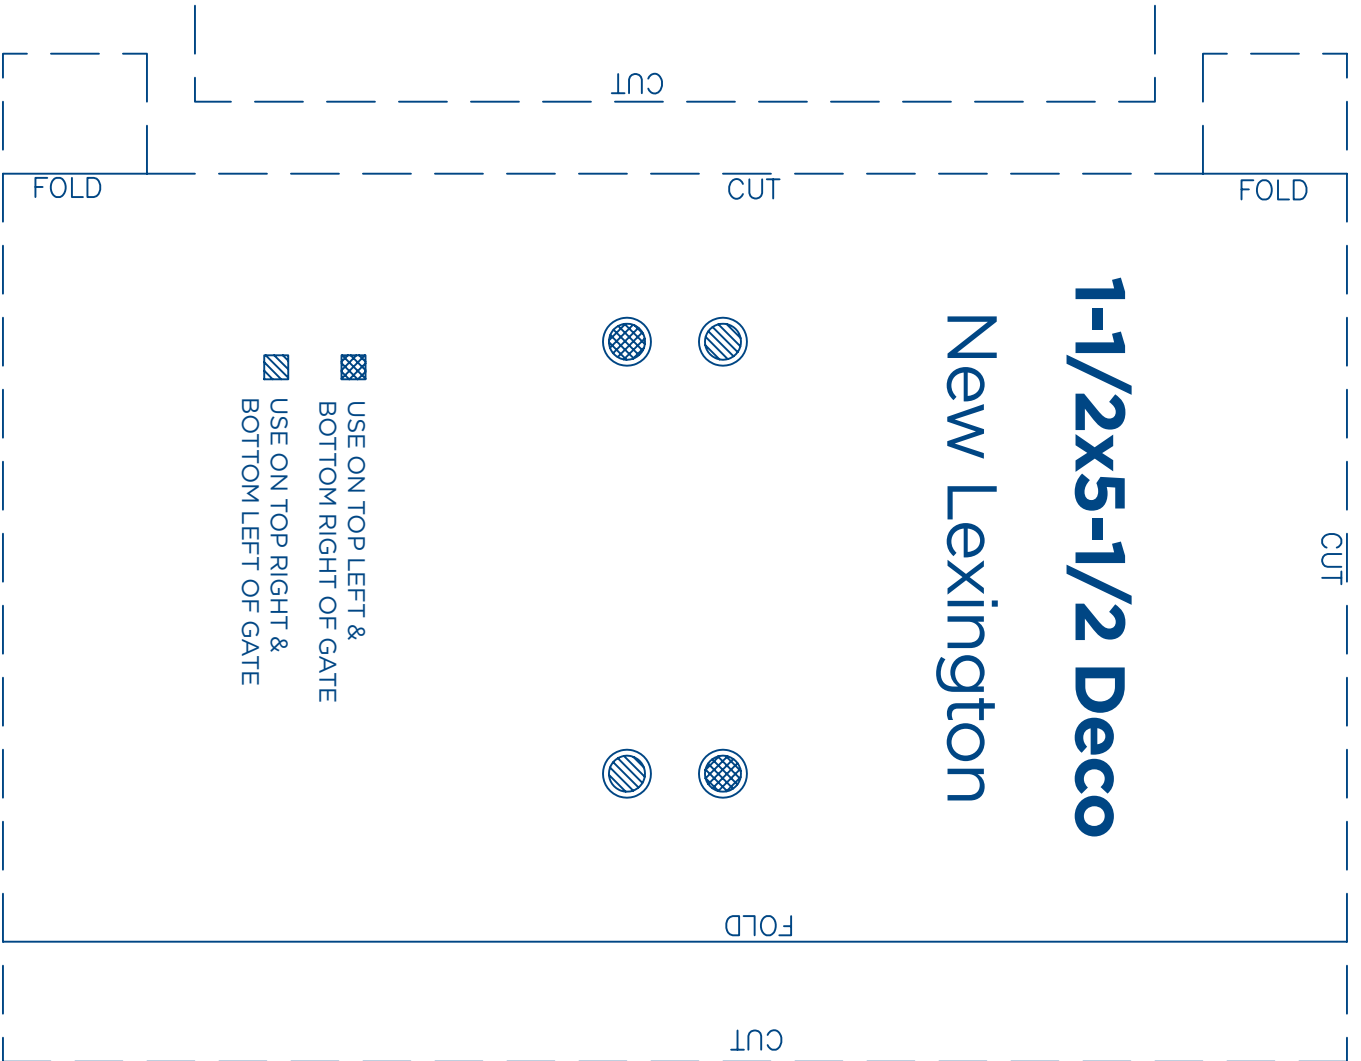 CUT
FOLD
CUT
FOLD
1-1/2x5-1/2 Deco
New Lexington
USE ON TOP LEFT &
BOTTOM RIGHT OF GATE
USE ON TOP RIGHT &
BOTTOM LEFT OF GATE
CUT
FOLD
CUT